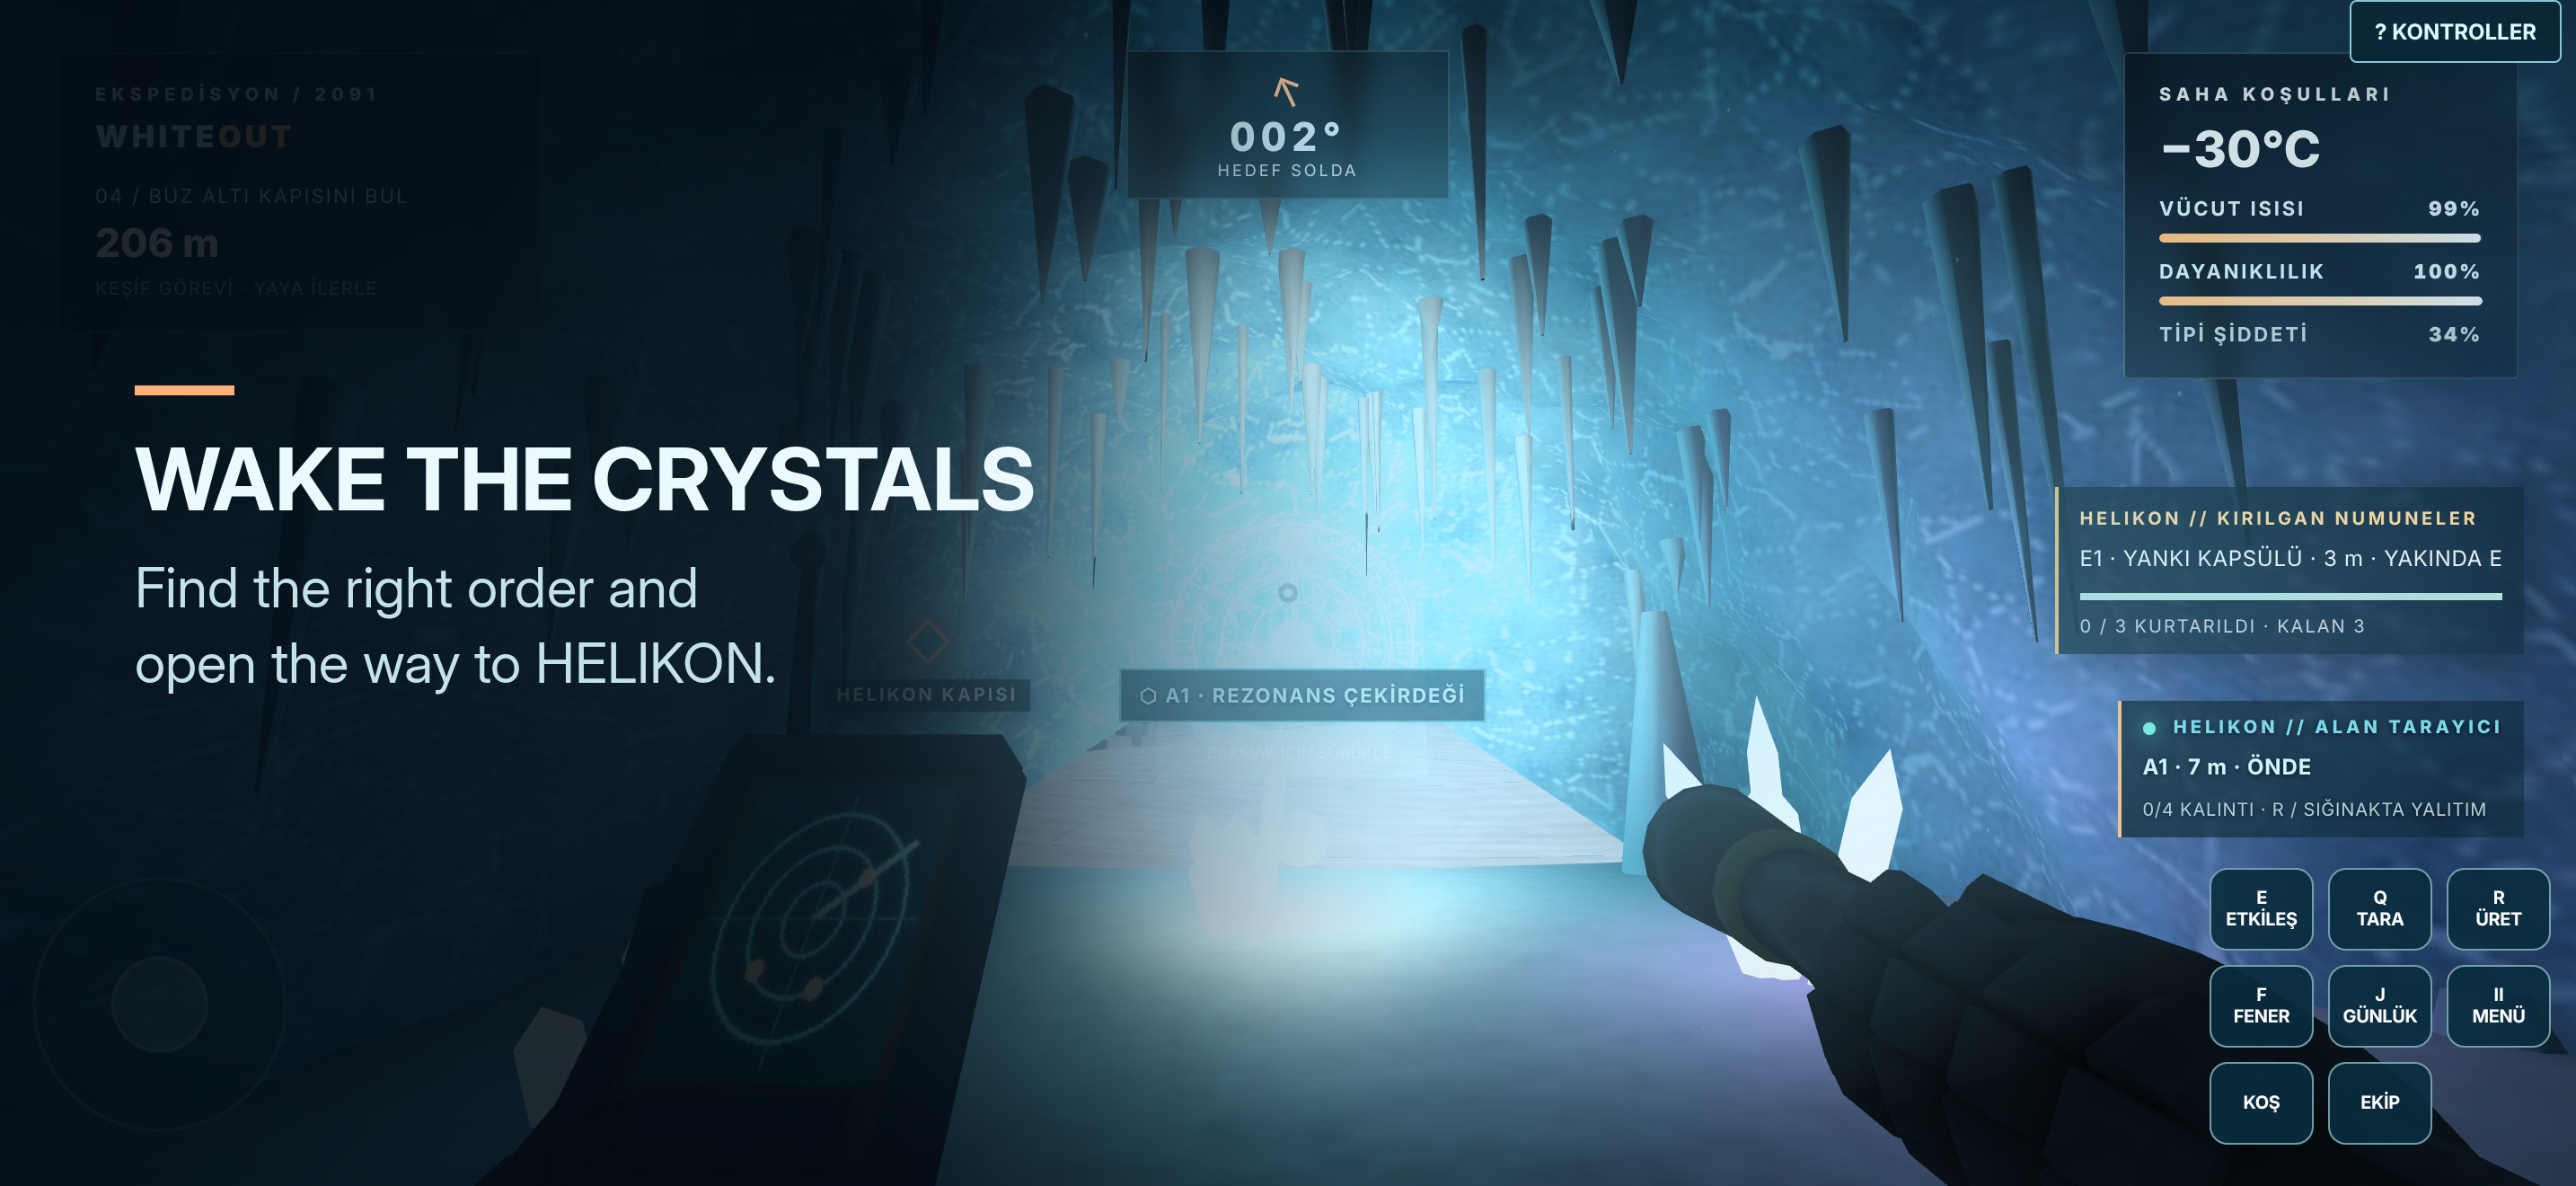 ? KONTROLLER
EKSPEDİSYON / 2091
WHITEOUT
04 / BUZ ALTI KAPISINI BUL
206 m
KEŞİF GÖREVİ · YAYA İLERLE
002°
HEDEF SOLDA
SAHA KOŞULLARI
−30°C
VÜCUT ISISI 99%
DAYANIKLILIK 100%
TİPİ ŞİDDETİ 34%
WAKE THE CRYSTALS
Find the right order and
open the way to HELIKON.
HELIKON KAPISI
A1 · REZONANS ÇEKİRDEĞİ
BAKMAK İÇİN SÜRÜKLE
HELIKON // KIRILGAN NUMUNELER
E1 · YANKI KAPSÜLÜ · 3 m · YAKINDA E
0 / 3 KURTARILDI · KALAN 3
HELIKON // ALAN TARAYICI
A1 · 7 m · ÖNDE
0/4 KALINTI · R / SIĞINAKTA YALITIM
E
ETKİLEŞ
Q
TARA
R
ÜRET
F
FENER
J
GÜNLÜK
II
MENÜ
KOŞ
EKİP